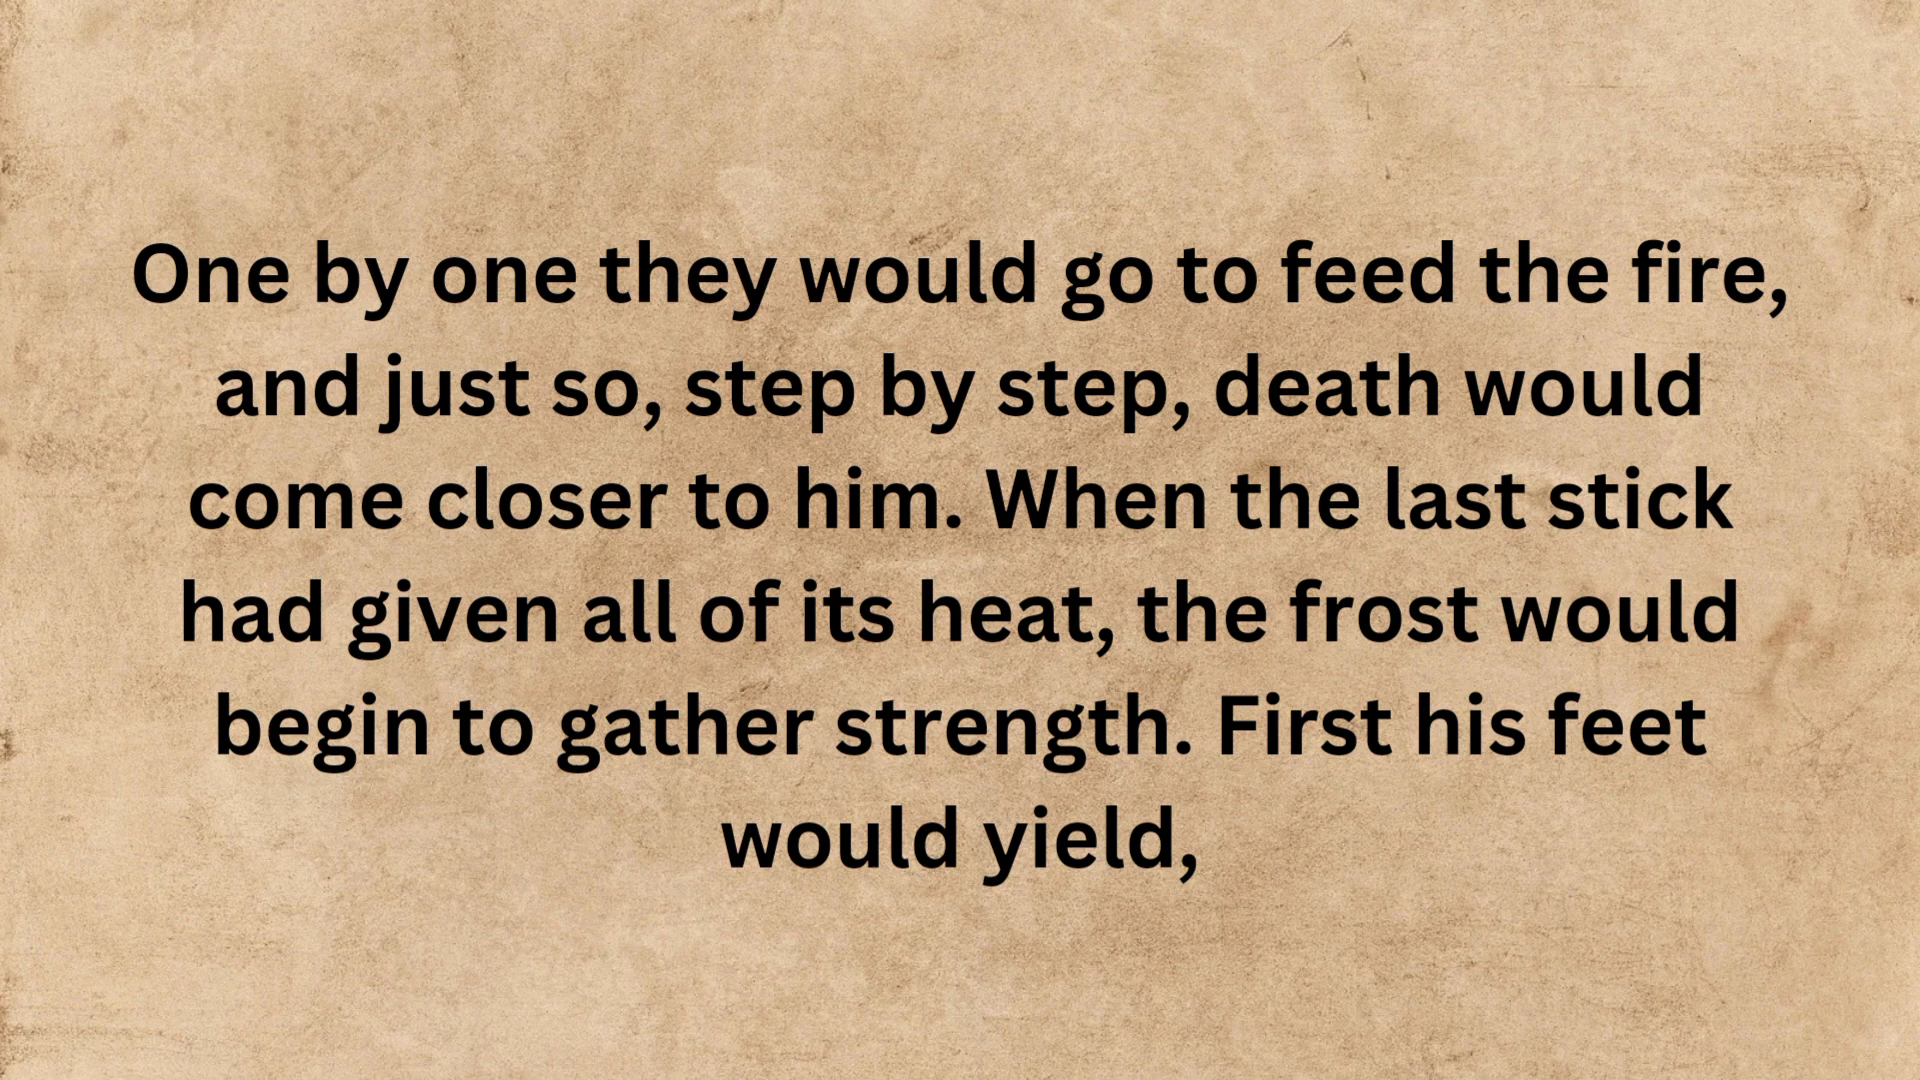 One by one they would go to feed the fire,
and just so, step by step, death would
come closer to him. When the last stick
had given all of its heat, the frost would
begin to gather strength. First his feet
would yield,